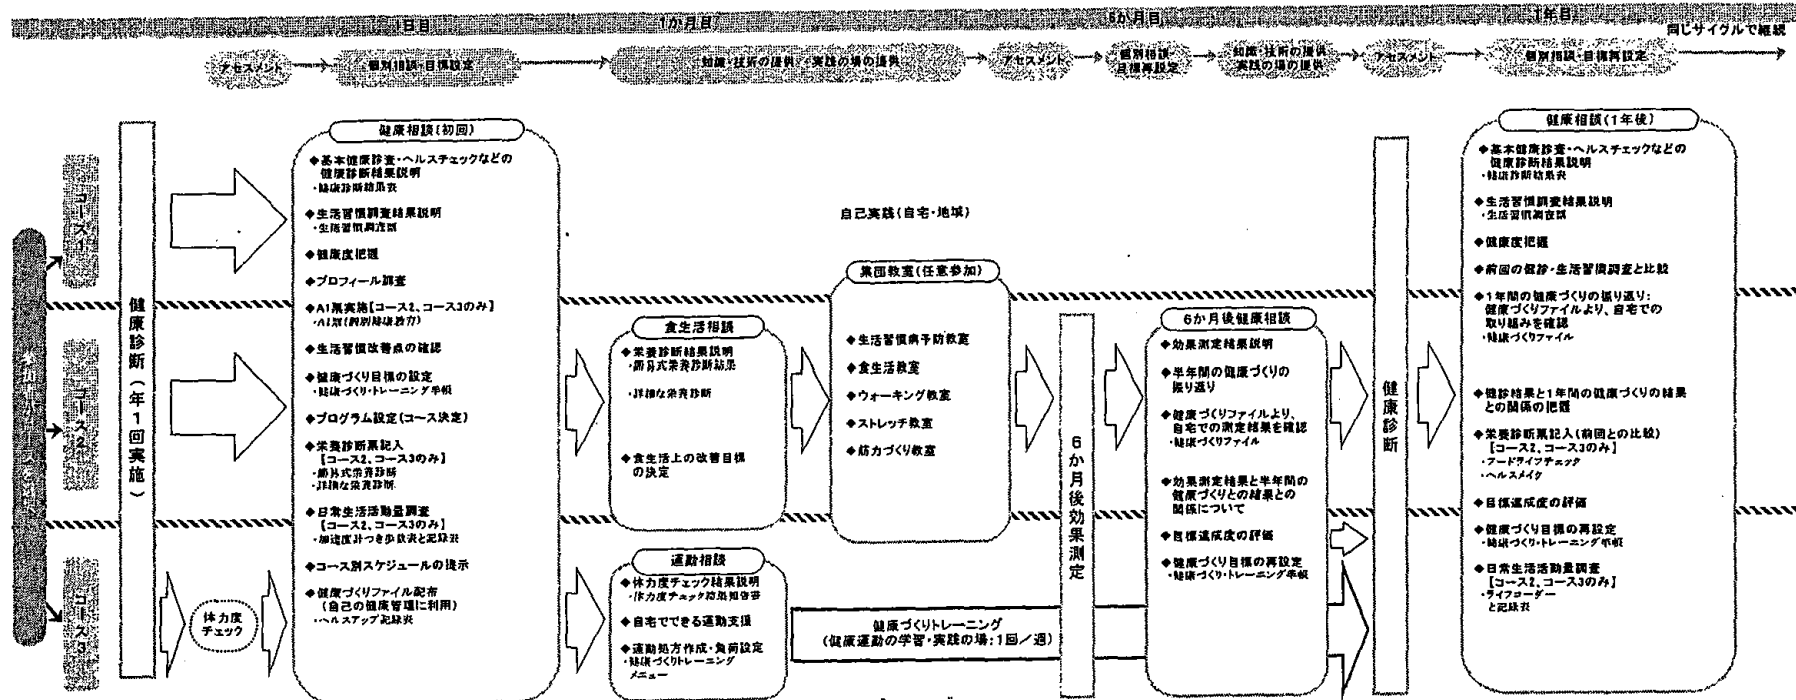 1日目
1か月目
6か月目
1年目
同じサイクルで継続
アセスメント
個別相談・目標設定
知識・技術の提供 実践の場の提供
アセスメント
個別相談
目標再設定
知識・技術の提供
実践の場の提供
アセスメント
個別相談・目標再設定
コース1
コース2
コース3
健康診断(年1回実施)
体力度
チェック
健康相談(初回)
◆基本健康診査・ヘルスチェックなどの
健康診断結果説明
・健康診断結果表
◆生活習慣調査結果説明
・生活習慣調査票
◆健康度把握
◆プロフィール調査
◆A1票実施【コース2、コース3のみ】
・A1票(個別健康教育)
◆生活習慣改善点の確認
◆健康づくり目標の設定
・健康づくり・トレーニング手帳
◆プログラム設定(コース決定)
◆栄養診断票記入
【コース2、コース3のみ】
・簡易式栄養診断
・詳細な栄養診断
◆日常生活活動量調査
【コース2、コース3のみ】
・加速度計つき歩数表と記録表
◆コース別スケジュールの提示
◆健康づくりファイル配布
(自己の健康管理に利用)
・ヘルスアップ記録表
食生活相談
◆栄養診断結果説明
・簡易式栄養診断結果
・詳細な栄養診断
◆食生活上の改善目標
の決定
運動相談
◆体力度チェック結果説明
・体力度チェック結果報告書
◆自宅でできる運動支援
◆運動処方作成・負荷設定
・健康づくりトレーニング
メニュー
自己実践(自宅・地域)
集団教室(任意参加)
◆生活習慣病予防教室
◆食生活教室
◆ウォーキング教室
◆ストレッチ教室
◆筋力づくり教室
健康づくりトレーニング
(健康運動の学習・実践の場:1回/週)
6か月後効果測定
6か月後健康相談
◆効果測定結果説明
◆半年間の健康づくりの
振り返り
◆健康づくりファイルより、
自宅での測定結果を確認
・健康づくりファイル
◆効果測定結果と半年間の
健康づくりとの結果との
関係について
◆目標達成度の評価
◆健康づくり目標の再設定
・健康づくり・トレーニング手帳
健康診断
健康相談(1年後)
◆基本健康診査・ヘルスチェックなどの
健康診断結果説明
・健康診断結果表
◆生活習慣調査結果説明
・生活習慣調査票
◆健康度把握
◆前回の健診・生活習慣調査と比較
◆1年間の健康づくりの振り返り:
健康づくりファイルより、自宅での
取り組みを確認
・健康づくりファイル
◆健診結果と1年間の健康づくりの結果
との関係の把握
◆栄養診断票記入(前回との比較)
【コース2、コース3のみ】
・フードライフチェック
・ヘルスメイク
◆目標達成度の評価
◆健康づくり目標の再設定
・健康づくり・トレーニング手帳
◆日常生活活動量調査
【コース2、コース3のみ】
・ライフコーダー
と記録表